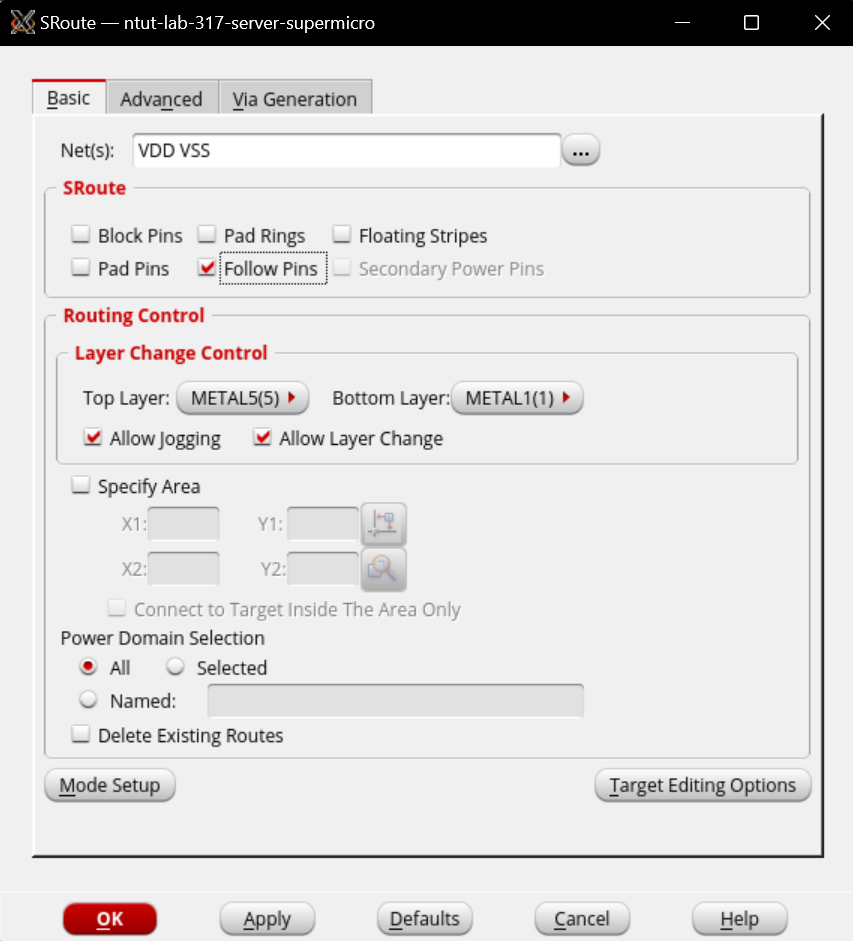 SRoute — ntut-lab-317-server-supermicro
Basic Advanced Via Generation
Net(s): VDD VSS ...
SRoute
Block Pins Pad Rings Floating Stripes
Pad Pins Follow Pins Secondary Power Pins
Routing Control
Layer Change Control
Top Layer: METAL5(5) Bottom Layer: METAL1(1)
Allow Jogging Allow Layer Change
Specify Area
X1: Y1:
X2: Y2:
Connect to Target Inside The Area Only
Power Domain Selection
All Selected
Named:
Delete Existing Routes
Mode Setup Target Editing Options
OK Apply Defaults Cancel Help